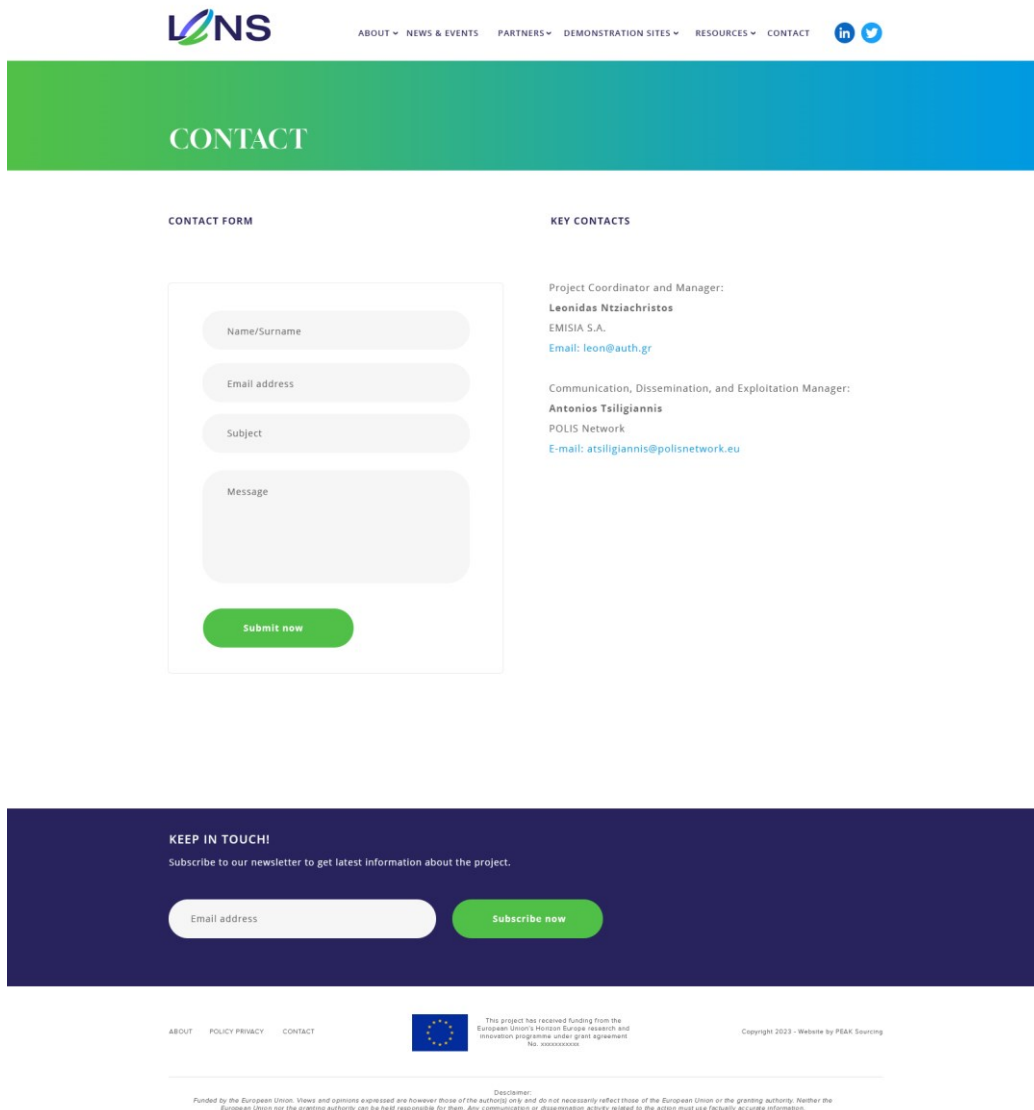 LENS
ABOUT NEWS & EVENTS PARTNERS DEMONSTRATION SITES RESOURCES CONTACT
in
CONTACT
CONTACT FORM
Name/Surname
Email address
Subject
Message
Submit now
KEY CONTACTS
Project Coordinator and Manager:
Leonidas Ntziachristos
EMISIA S.A.
Email: leon@auth.gr
Communication, Dissemination, and Exploitation Manager:
Antonios Tsiligiannis
POLIS Network
E-mail: atsiligiannis@polisnetwork.eu
KEEP IN TOUCH!
Subscribe to our newsletter to get latest information about the project.
Email address
Subscribe now
ABOUT POLICY PRIVACY CONTACT
This project has received funding from the
European Union's Horizon Europe research and
innovation programme under grant agreement
No. xxxxxxxxxxx
Copyright 2023 - Website by PEAK Sourcing
Desclaimer:
Funded by the European Union. Views and opinions expressed are however those of the author(s) only and do not necessarily reflect those of the European Union or the granting authority. Neither the
European Union nor the granting authority can be held responsible for them. Any communication or dissemination activity related to the action must use factually accurate information.